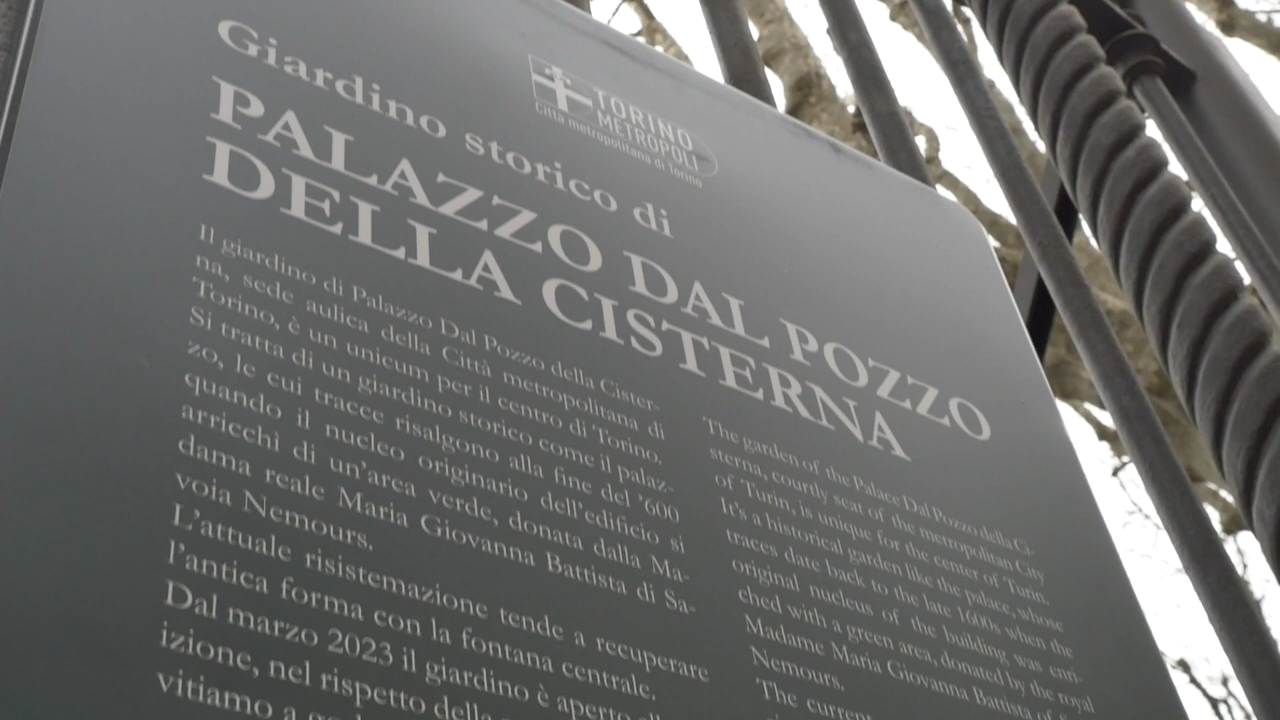 Giardino storico di
TORINO
METROPOLI
Città metropolitana di Torino
PALAZZO DAL POZZO
DELLA CISTERNA
Il giardino di Palazzo Dal Pozzo della Cister-
na, sede aulica della Città metropolitana di
Torino, è un unicum per il centro di Torino.
Si tratta di un giardino storico come il palaz-
zo, le cui tracce risalgono alla fine del '600
quando il nucleo originario dell'edificio si
arricchì di un'area verde, donata dalla Ma-
dama reale Maria Giovanna Battista di Sa-
voia Nemours.
L'attuale risistemazione tende a recuperare
l'antica forma con la fontana centrale.
Dal marzo 2023 il giardino è aperto
izione, nel rispetto della
vitiamo a
The garden of the Palace Dal Pozzo della Ci-
sterna, courtly seat of the metropolitan City
of Turin, is unique for the center of Turin.
It's a historical garden like the palace, whose
traces date back to the late 1600s when the
original nucleus of the building was enri-
ched with a green area, donated by the royal
Madame Maria Giovanna Battista of
Nemours.
The current